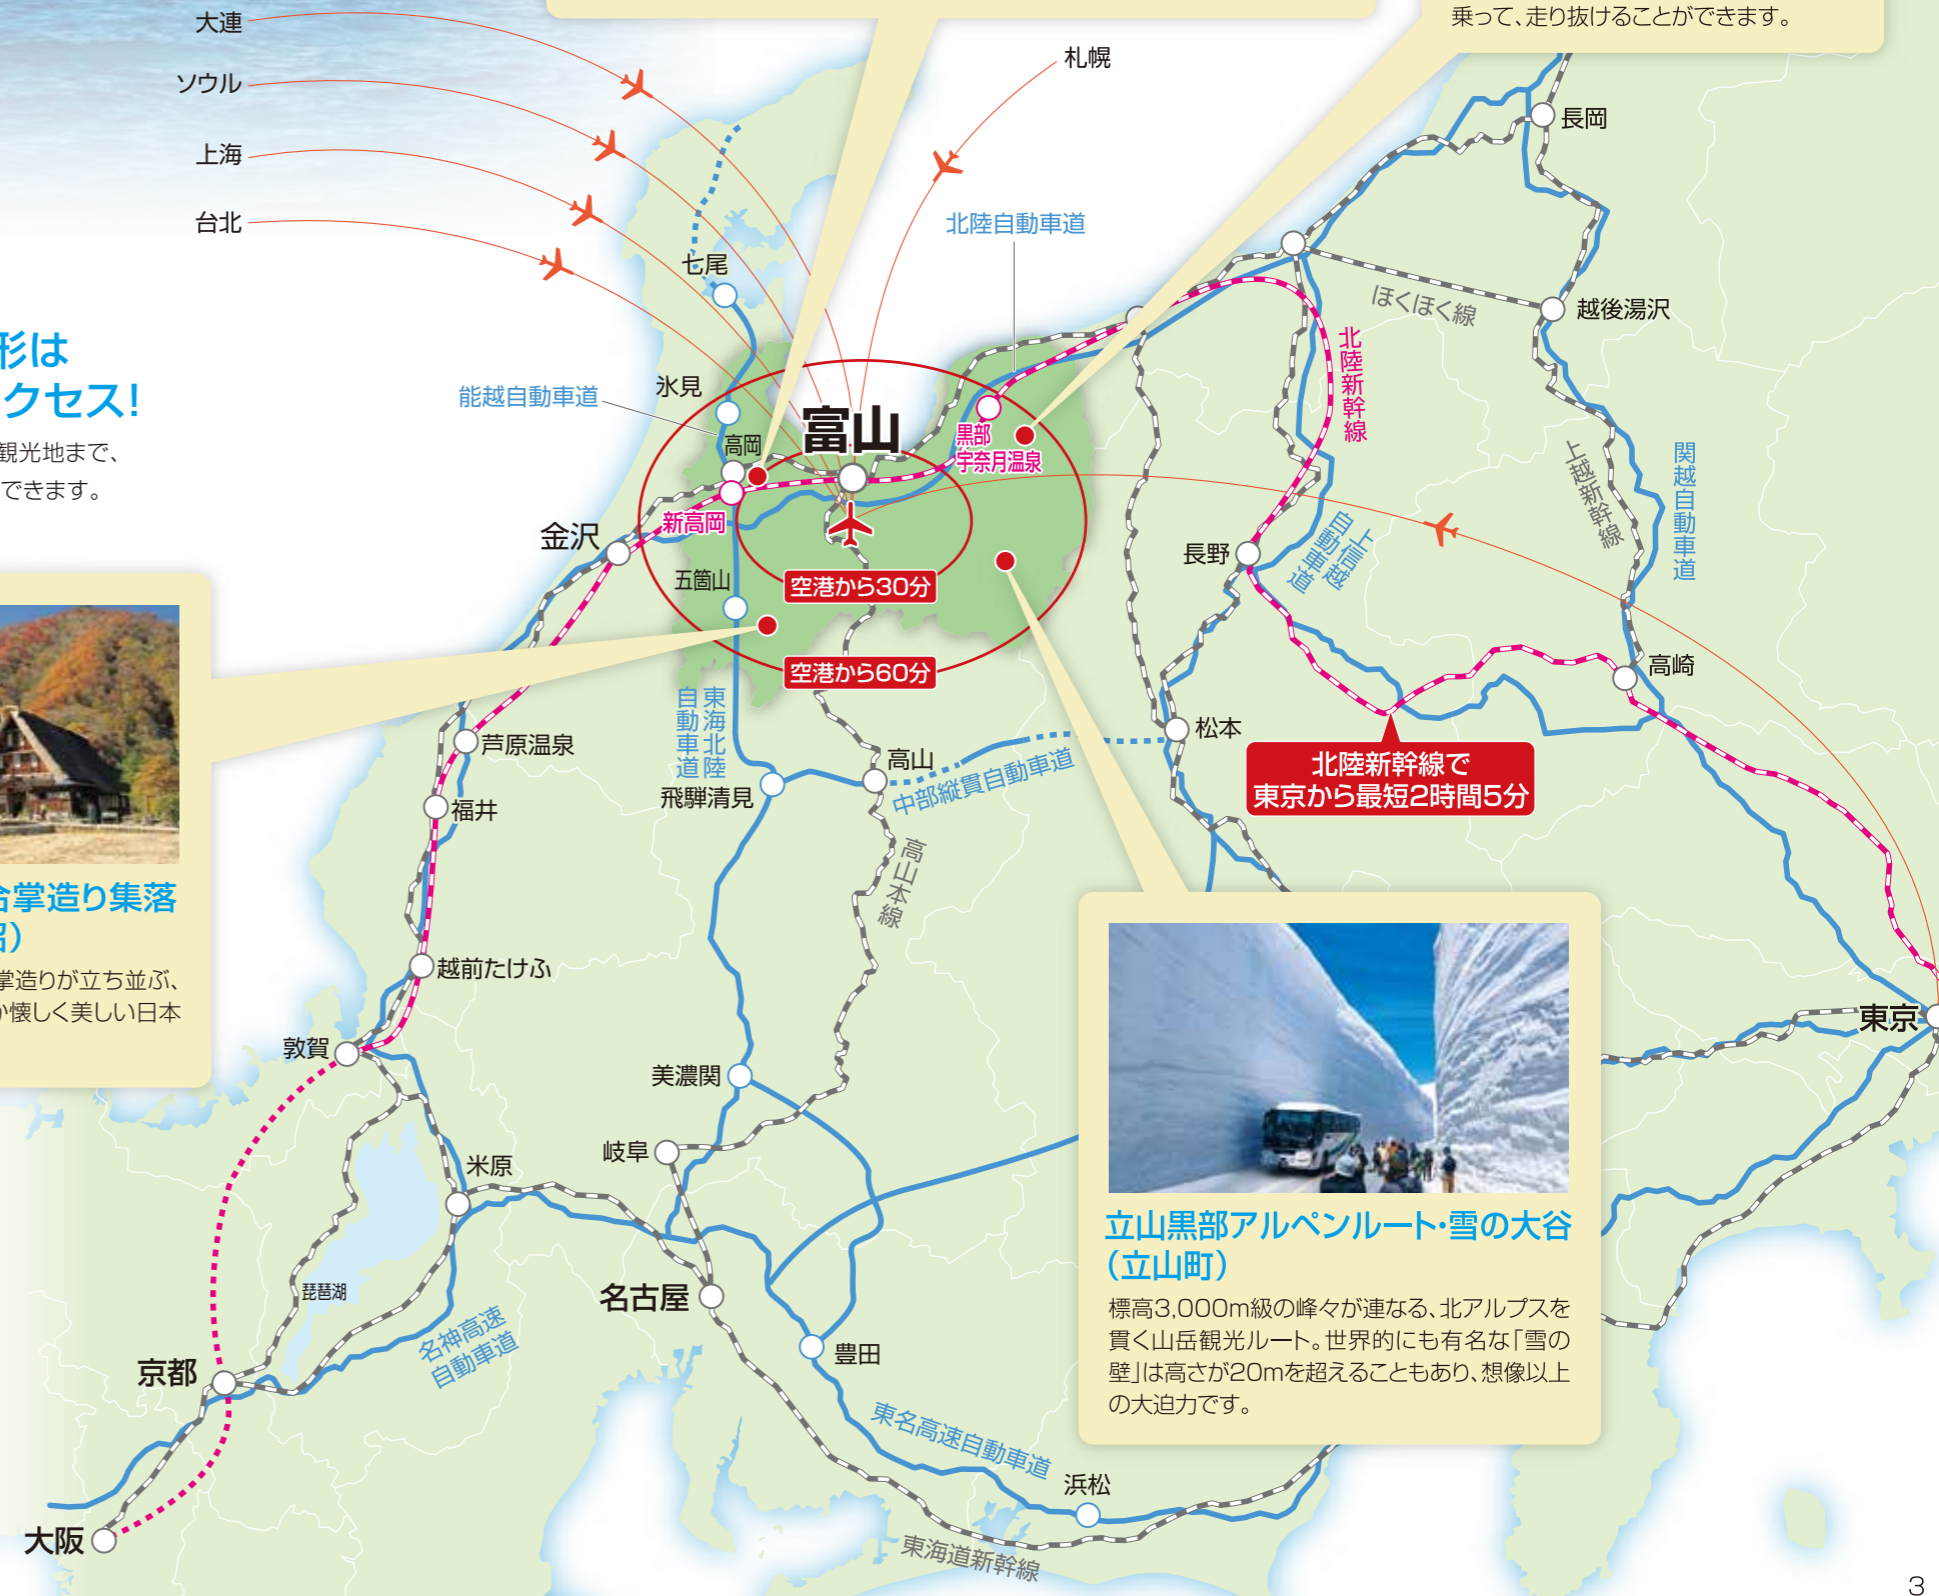 乗って、走り抜けることができます。
大連
ソウル
上海
台北
札幌
長岡
北陸自動車道
七尾
ほくほく線
越後湯沢
形は
クセス!
観光地まで、
できます。
能越自動車道
氷見
高岡
富山
黒部
宇奈月温泉
北陸新幹線
上越新幹線
関越自動車道
新高岡
金沢
長野
上信越
自動車道
五箇山
空港から30分
空港から60分
高崎
東海北陸
自動車道
芦原温泉
松本
高山
中部縦貫自動車道
飛騨清見
北陸新幹線で
東京から最短2時間5分
福井
高山本線
合掌造り集落
掌造りが立ち並ぶ、
懐しく美しい日本
越前たけふ
東京
敦賀
美濃関
岐阜
米原
琵琶湖
名古屋
立山黒部アルペンルート・雪の大谷
(立山町)
標高3,000m級の峰々が連なる、北アルプスを
貫く山岳観光ルート。世界的にも有名な「雪の
壁」は高さが20mを超えることもあり、想像以上
の大迫力です。
名神高速
自動車道
豊田
京都
東名高速自動車道
浜松
大阪
東海道新幹線
3